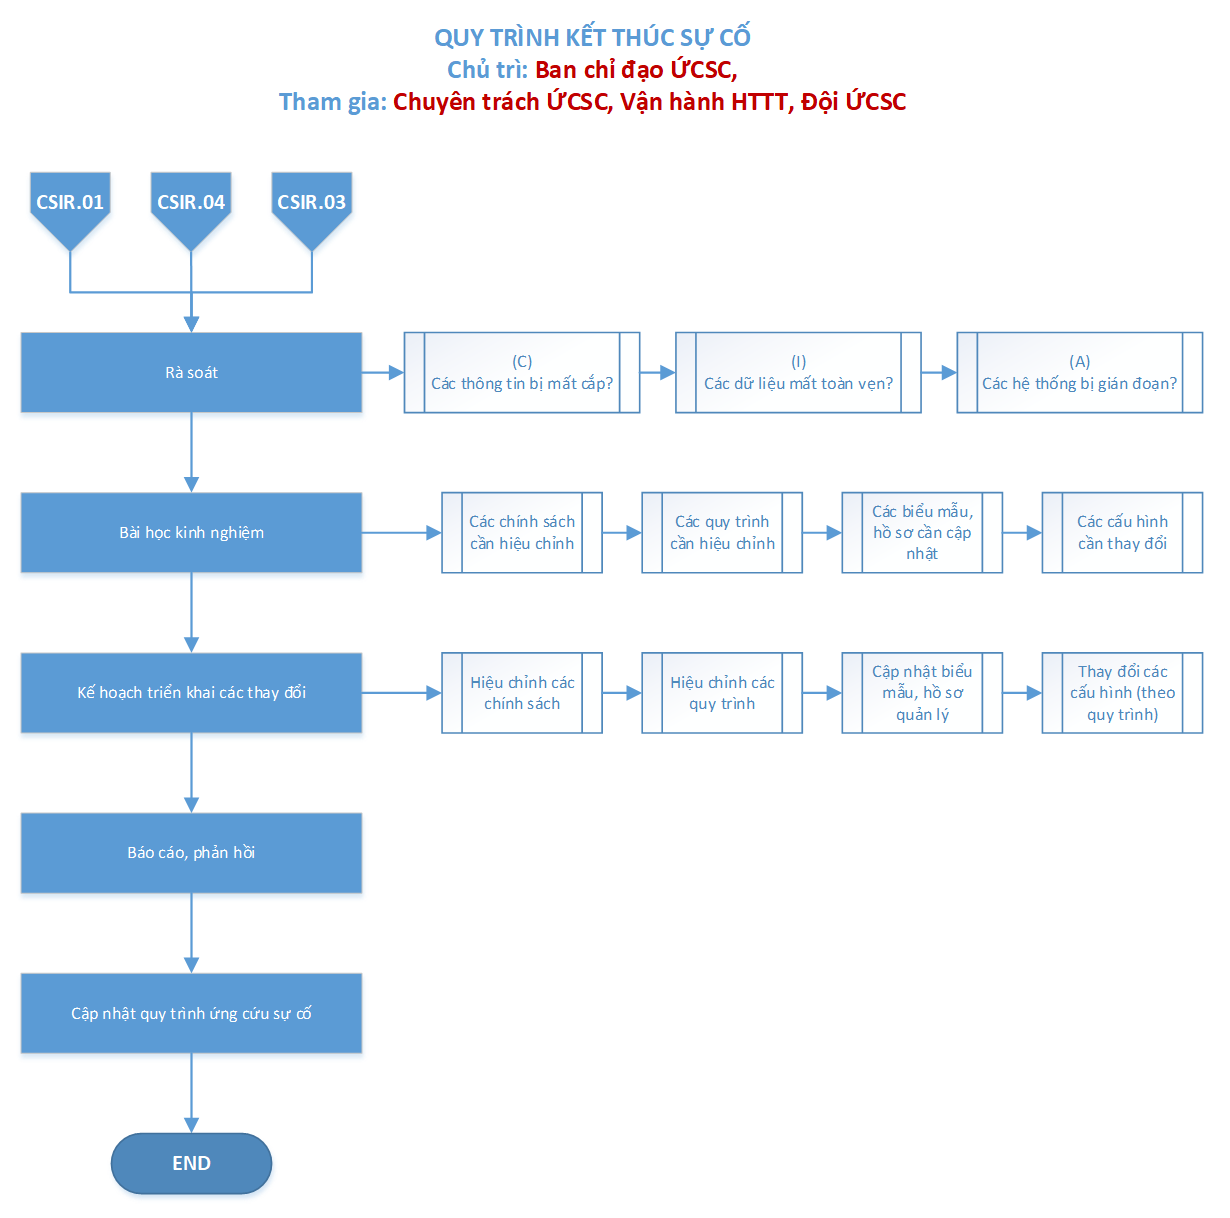 QUY TRÌNH KẾT THÚC SỰ CỐ
Chủ trì: Ban chỉ đạo ỨCSC,
Tham gia: Chuyên trách ỨCSC, Vận hành HTTT, Đội ỨCSC
CSIR.01
CSIR.04
CSIR.03
Rà soát
(C)
Các thông tin bị mất cắp?
(I)
Các dữ liệu mất toàn vẹn?
(A)
Các hệ thống bị gián đoạn?
Bài học kinh nghiệm
Các chính sách
cần hiệu chỉnh
Các quy trình
cần hiệu chỉnh
Các biểu mẫu,
hồ sơ cần cập
nhật
Các cấu hình
cần thay đổi
Kế hoạch triển khai các thay đổi
Hiệu chỉnh các
chính sách
Hiệu chỉnh các
quy trình
Cập nhật biểu
mẫu, hồ sơ
quản lý
Thay đổi các
cấu hình (theo
quy trình)
Báo cáo, phản hồi
Cập nhật quy trình ứng cứu sự cố
END